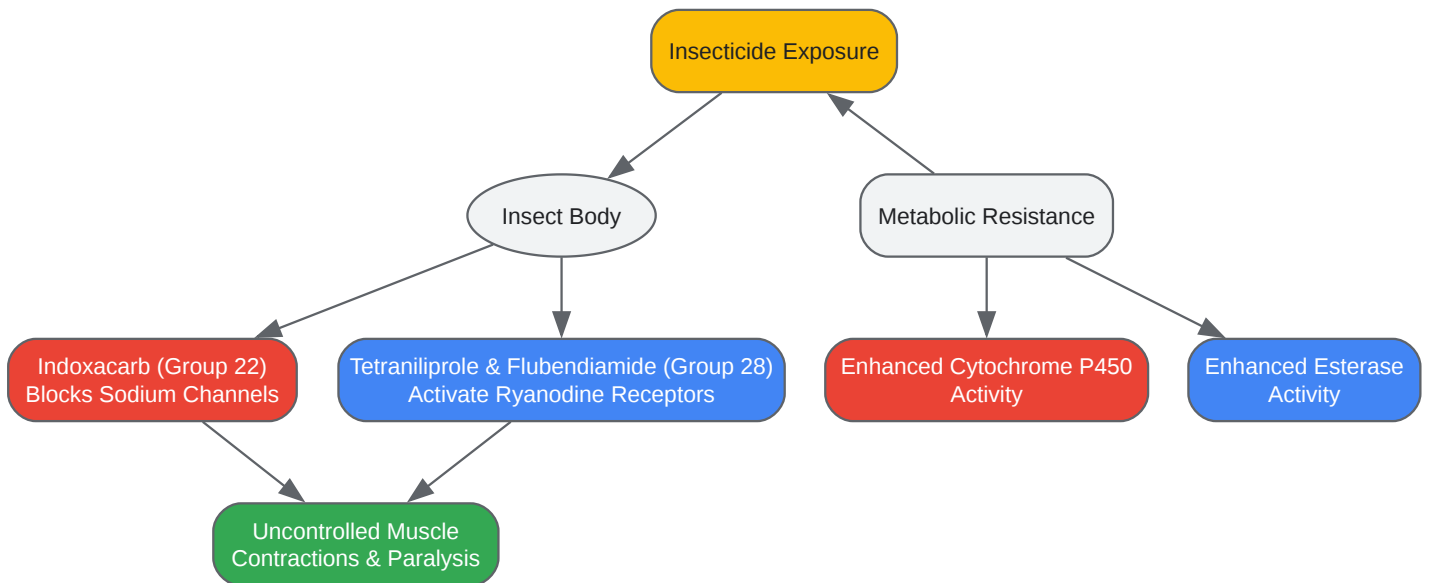 Insecticide Exposure
Insect Body
Metabolic Resistance
Indoxacarb (Group 22)
Blocks Sodium Channels
Tetraniliprole & Flubendiamide (Group 28)
Activate Ryanodine Receptors
Enhanced Cytochrome P450
Activity
Enhanced Esterase
Activity
Uncontrolled Muscle
Contractions & Paralysis